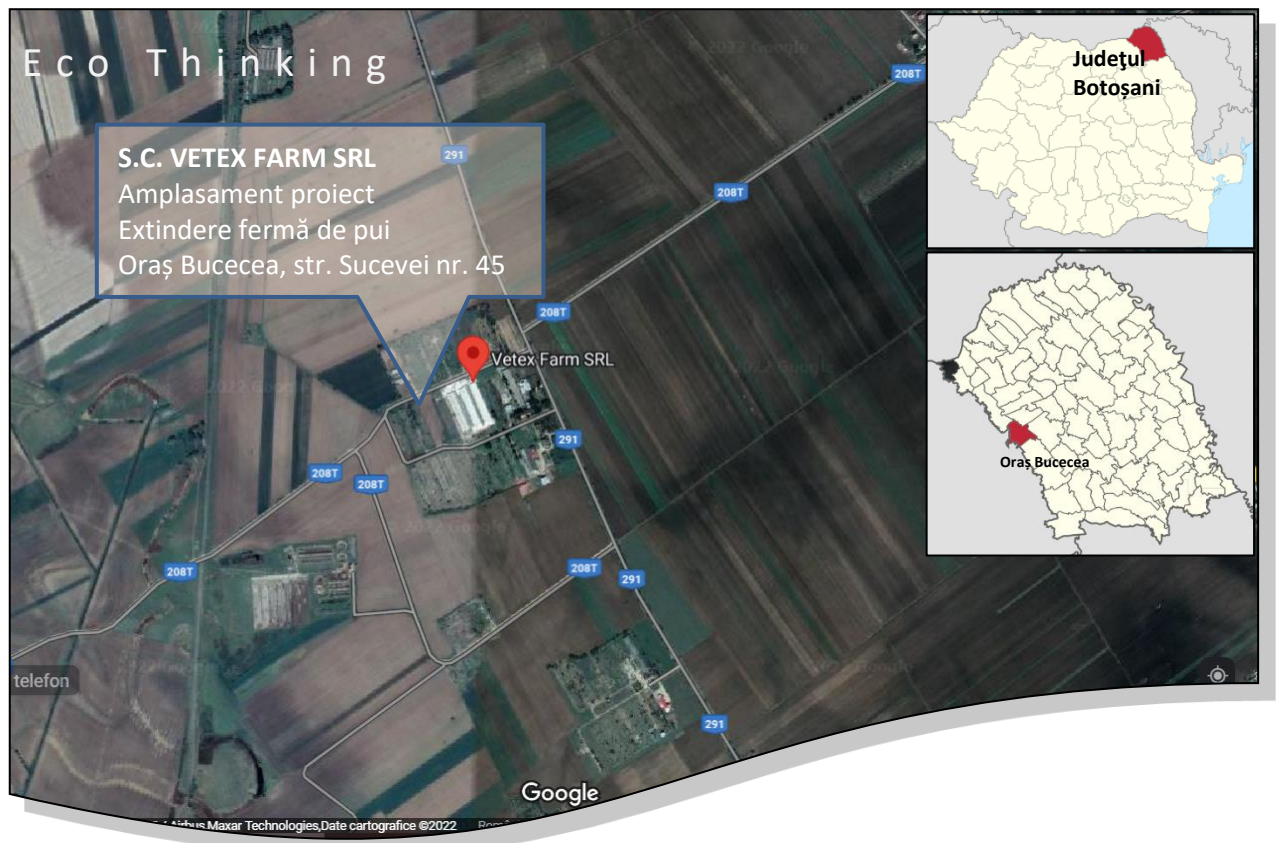 Eco Thinking
S.C. VETEX FARM SRL
Amplasament proiect
Extindere fermă de pui
Oraș Bucecea, str. Sucevei nr. 45
Judeţul
Botoșani
Oraș Bucecea
208T
291
208T
208T
Vetex Farm SRL
291
208T
208T
208T
208T
291
telefon
291
Google
Airbus Maxar Technologies,Date cartografice ©2022